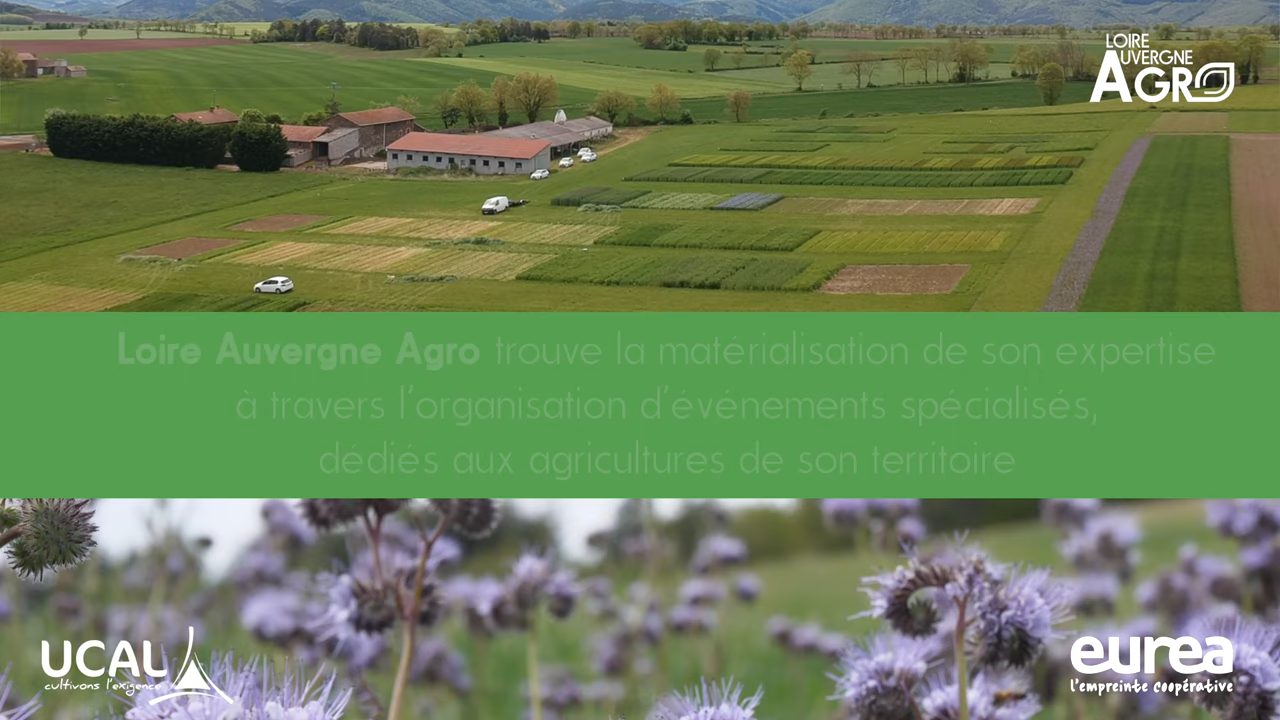 LOIRE
AUVERGNE
AGRO
Loire Auvergne Agro trouve la matérialisation de son expertise
à travers l'organisation d'événements spécialisés,
dédiés aux agricultures de son territoire
UCAL
cultivons l'exigence
eurea
l'empreinte coopérative